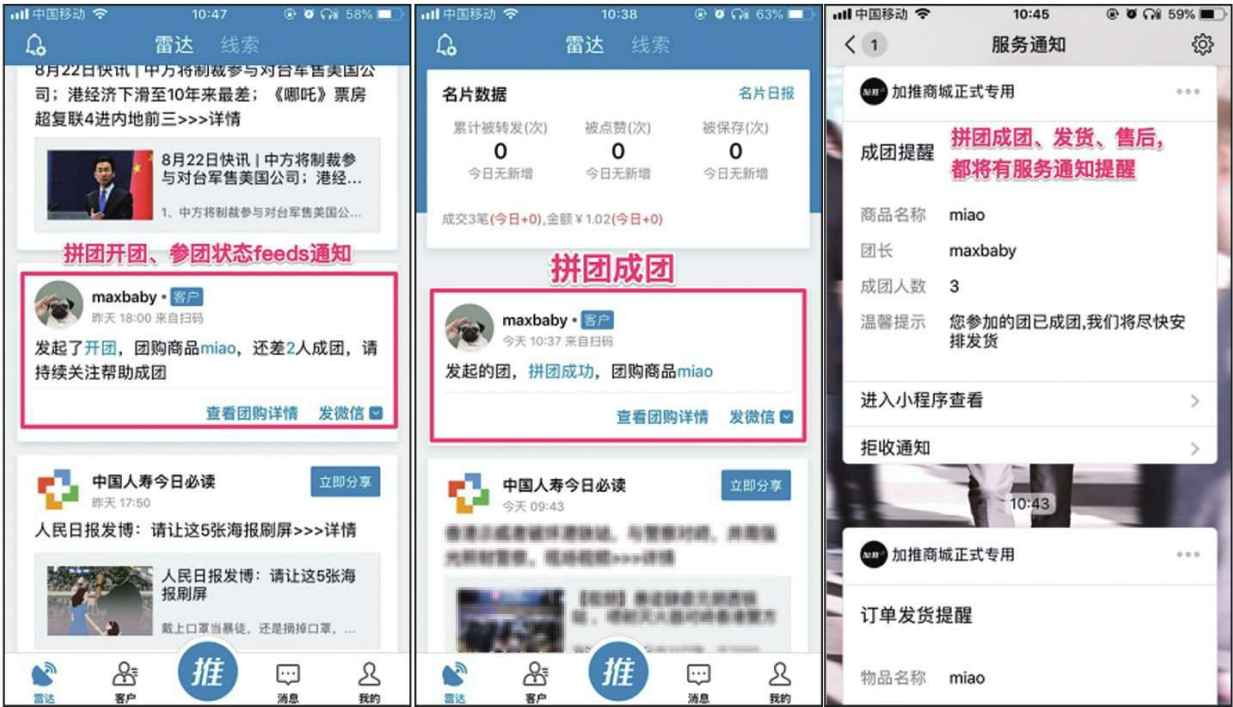 中国移动 10:47 58%
雷达 线索
8月22日快讯 | 中方将制裁参与对台军售美国公
司；港经济下滑至10年来最差；《哪吒》票房
超复联4进内地前三>>>详情
8月22日快讯 | 中方将制裁参
与对台军售美国公司；港经...
1、中方将制裁参与对台军售美国公...
拼团开团、参团状态feeds通知
maxbaby • 客户
昨天 18:00 来自扫码
发起了开团，团购商品miao，还差2人成团，请
持续关注帮助成团
查看团购详情 发微信
中国人寿今日必读
立即分享
昨天 17:50
人民日报发博：请让这5张海报刷屏>>>详情
人民日报发博：请让这5张海
报刷屏
戴上口罩当暴徒，还是摘掉口罩，...
雷达 客户 推 消息 我的
中国移动 10:38 63%
雷达 线索
名片数据 名片日报
累计被转发(次) 被点赞(次) 被保存(次)
0 0 0
今日无新增 今日无新增 今日无新增
成交3笔(今日+0),金额￥1.02(今日+0)
拼团成团
maxbaby • 客户
今天 10:37 来自扫码
发起的团，拼团成功，团购商品miao
查看团购详情 发微信
中国人寿今日必读
立即分享
今天 09:43
雷达 客户 推 消息 我的
中国移动 10:45 59%
1 服务通知
加推 加推商城正式专用
成团提醒
拼团成团、发货、售后，
都将有服务通知提醒
商品名称 miao
团长 maxbaby
成团人数 3
温馨提示 您参加的团已成团,我们将尽快安
排发货
进入小程序查看
拒收通知
10:43
加推 加推商城正式专用
订单发货提醒
物品名称 miao